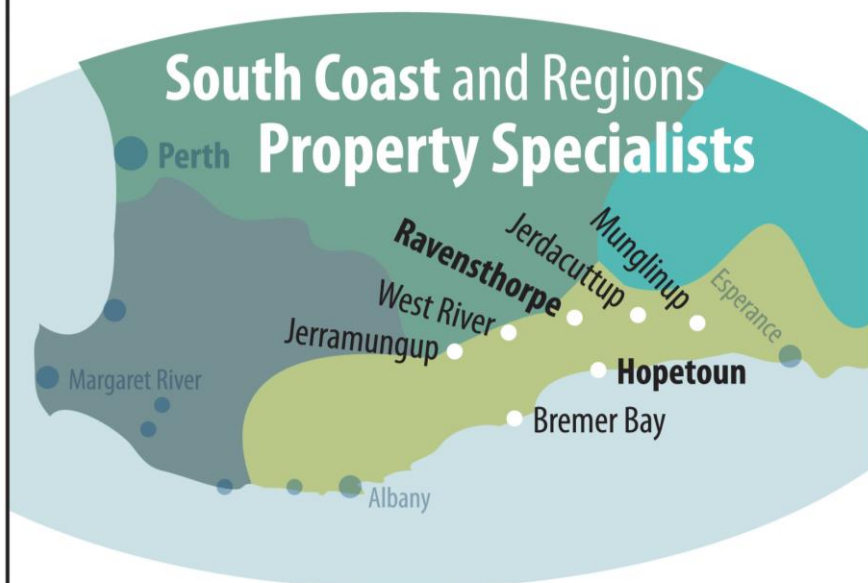 South Coast and Regions
Property Specialists
Perth
Ravensthorpe
Jerdacuttup
Munglinup
West River
Jerramungup
Esperance
Margaret River
Hopetoun
Bremer Bay
Albany